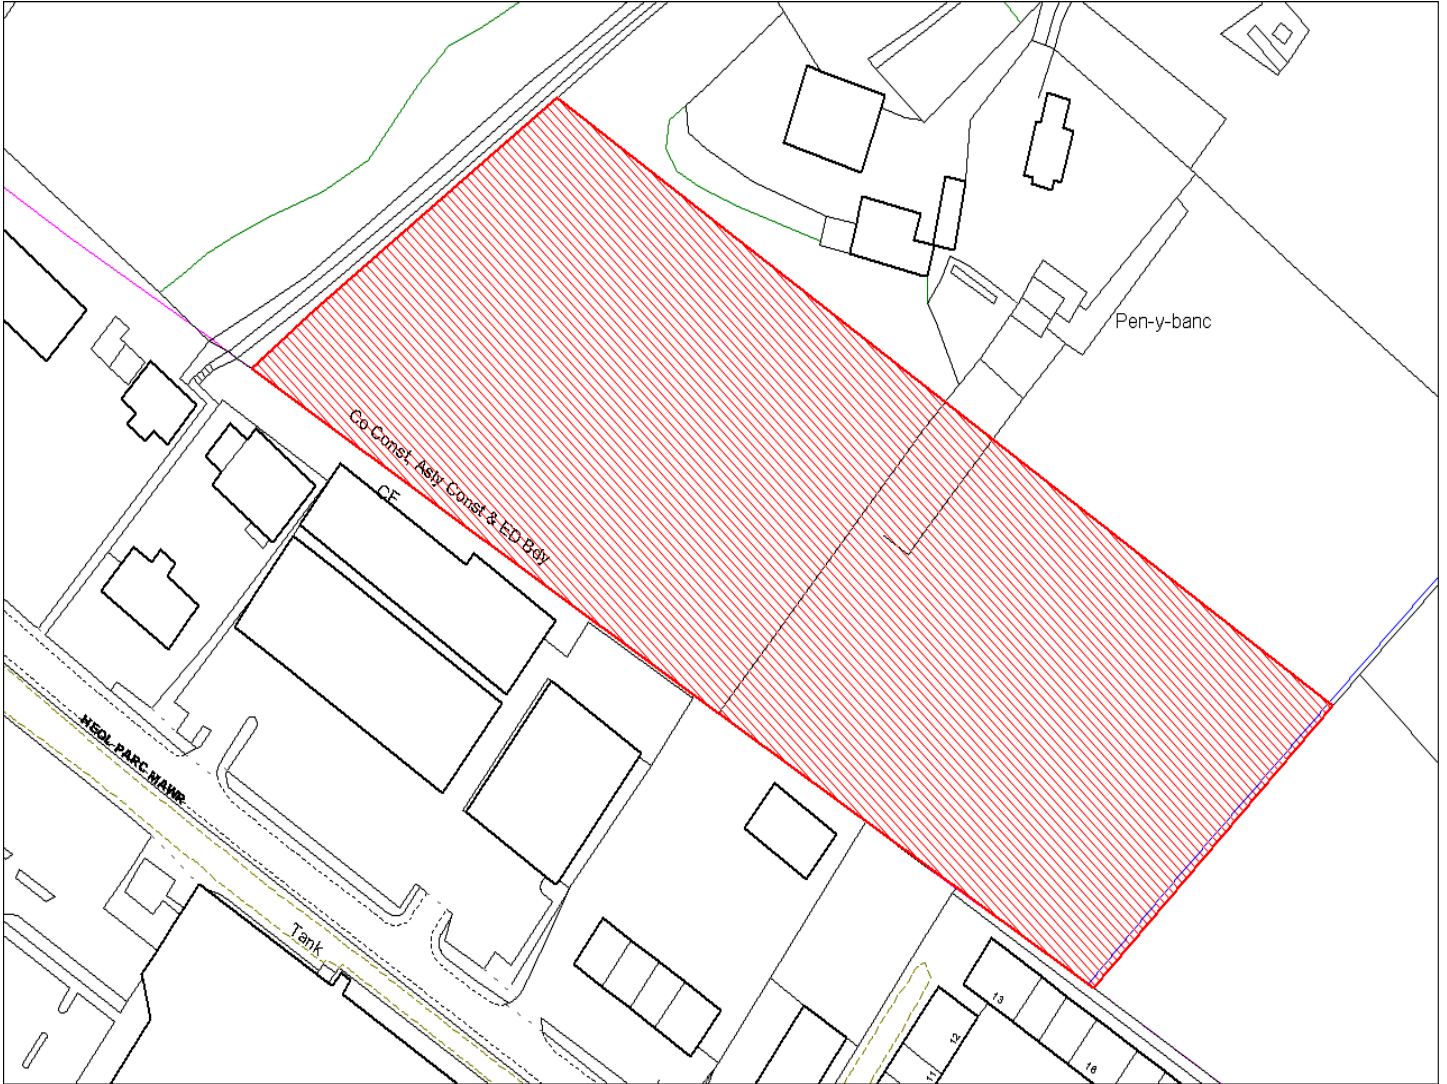 Pen-y-banc
Co Const, Asly Const & ED Bdy
CF
HEOL PARC MAWR
Tank
13
12
11
16